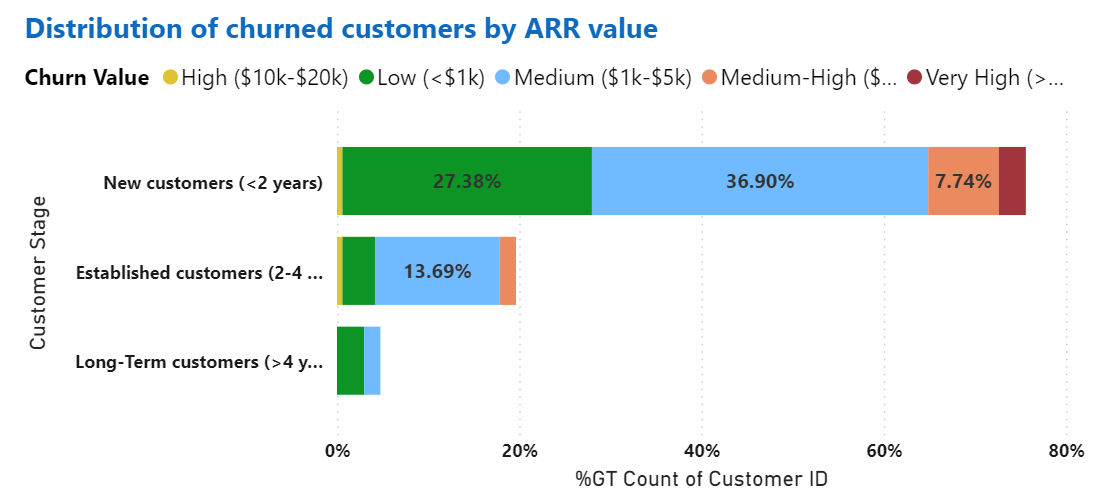 Distribution of churned customers by ARR value
Churn Value High ($10k-$20k) Low (<$1k) Medium ($1k-$5k) Medium-High ($... Very High (>...
Customer Stage
New customers (<2 years)
27.38% 36.90% 7.74%
Established customers (2-4 ...
13.69%
Long-Term customers (>4 y...
0% 20% 40% 60% 80%
%GT Count of Customer ID